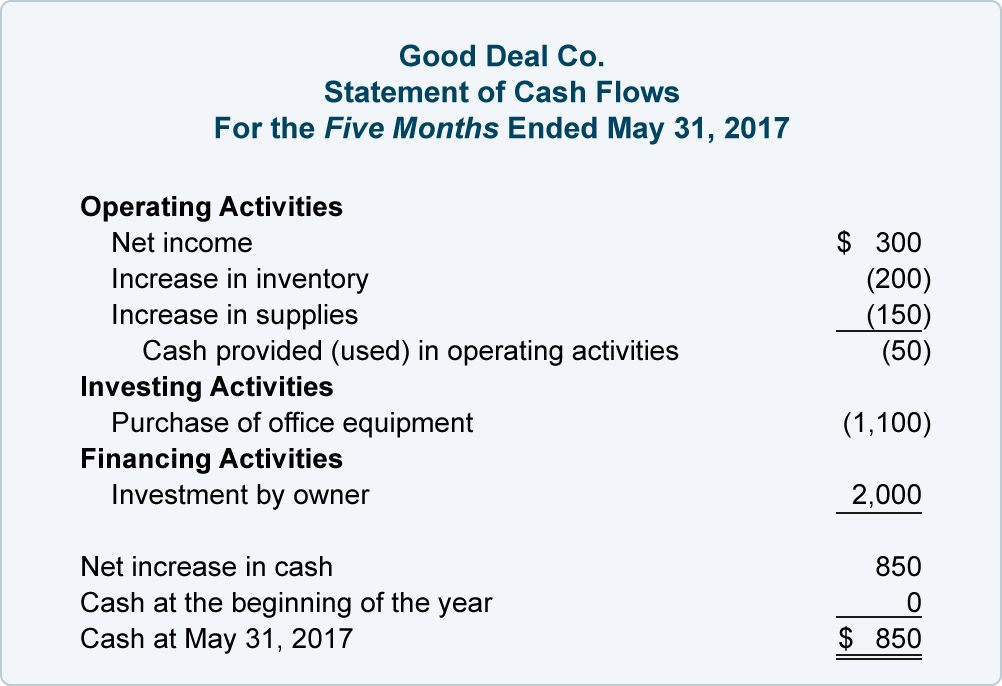 Good Deal Co.
Statement of Cash Flows
For the Five Months Ended May 31, 2017
Operating Activities
Net income $ 300
Increase in inventory (200)
Increase in supplies (150)
Cash provided (used) in operating activities (50)
Investing Activities
Purchase of office equipment (1,100)
Financing Activities
Investment by owner 2,000
Net increase in cash 850
Cash at the beginning of the year 0
Cash at May 31, 2017 $ 850